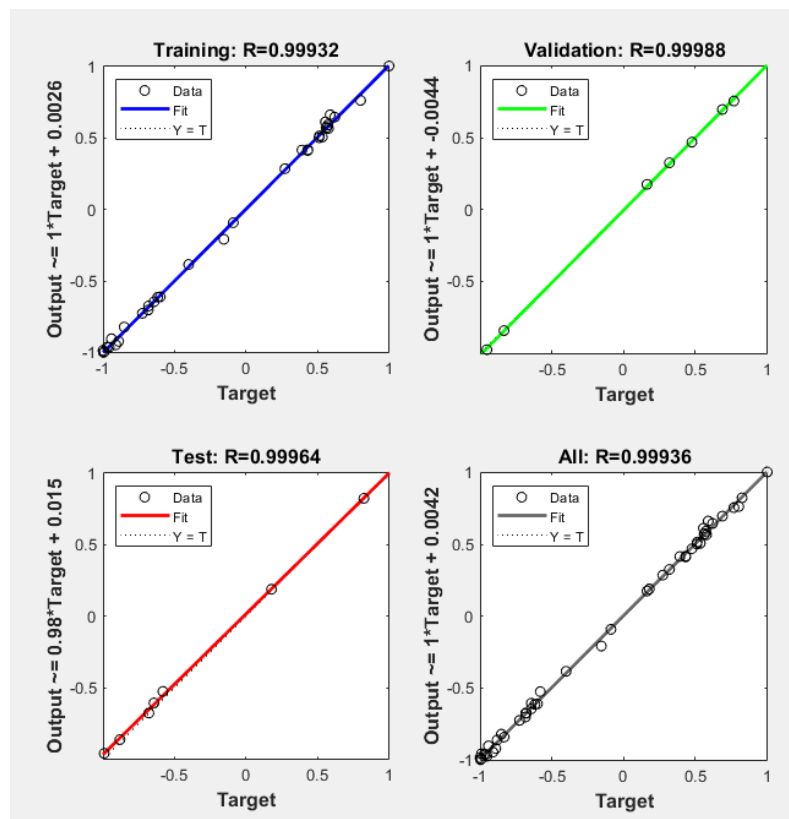 Training: R=0.99932
Output ~= 1*Target + 0.0026
1
0.5
0
-0.5
-1
Data
Fit
Y = T
-1
-0.5
0
0.5
1
Target
Validation: R=0.99988
Output ~= 1*Target + -0.0044
1
0.5
0
-0.5
Data
Fit
Y = T
-1
-0.5
0
0.5
1
Target
Test: R=0.99964
Output ~= 0.98*Target + 0.015
1
0.5
0
-0.5
Data
Fit
Y = T
-0.5
0
0.5
1
Target
All: R=0.99936
Output ~= 1*Target + 0.0042
1
0.5
0
-0.5
-1
Data
Fit
Y = T
-1
-0.5
0
0.5
1
Target